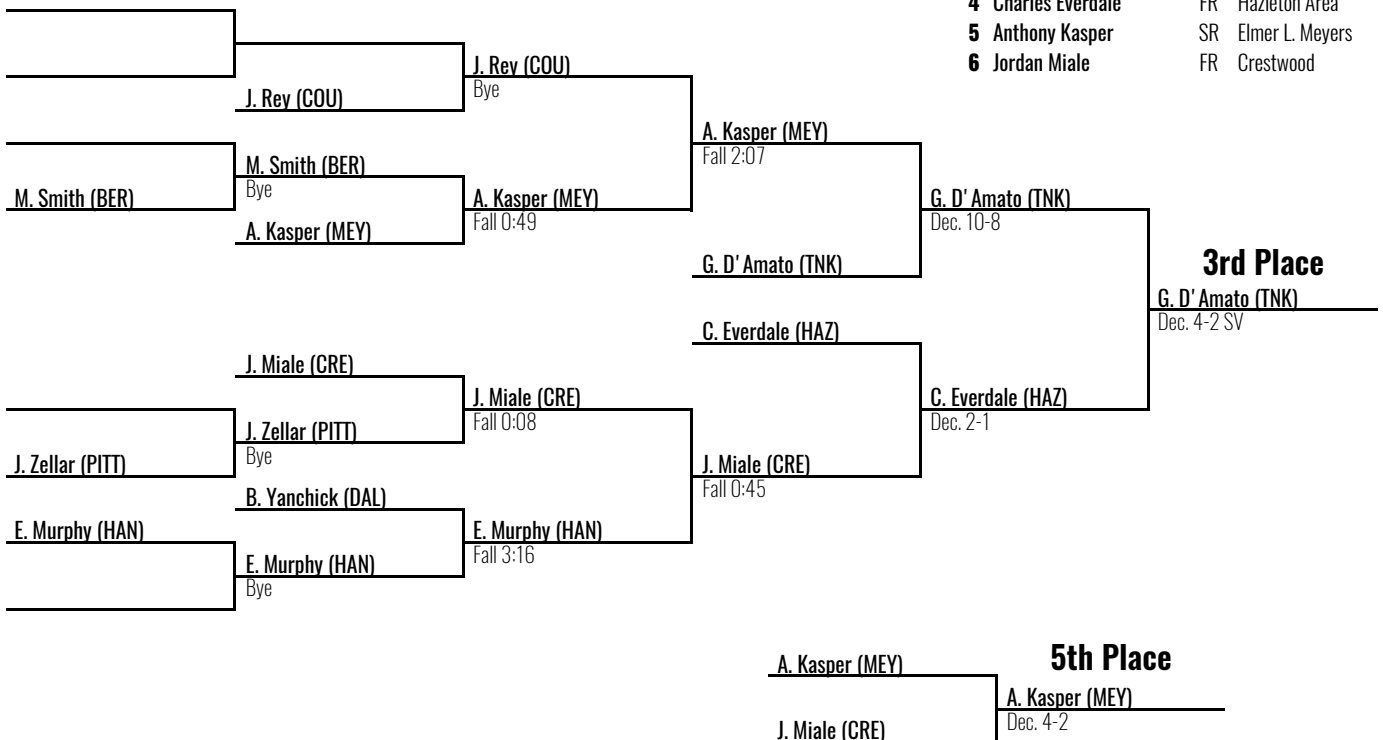 4 Charles Everdale FR Hazleton Area
5 Anthony Kasper SR Elmer L. Meyers
6 Jordan Miale FR Crestwood
J. Rey (COU)
Bye
J. Rey (COU)
A. Kasper (MEY)
Fall 2:07
M. Smith (BER)
Bye
M. Smith (BER)
A. Kasper (MEY)
Fall 0:49
G. D'Amato (TNK)
Dec. 10-8
A. Kasper (MEY)
G. D'Amato (TNK)
3rd Place
G. D'Amato (TNK)
Dec. 4-2 SV
C. Everdale (HAZ)
J. Miale (CRE)
J. Miale (CRE)
Fall 0:08
C. Everdale (HAZ)
Dec. 2-1
J. Zellar (PITT)
Bye
J. Zellar (PITT)
J. Miale (CRE)
Fall 0:45
B. Yanchick (DAL)
E. Murphy (HAN)
E. Murphy (HAN)
Fall 3:16
E. Murphy (HAN)
Bye
5th Place
A. Kasper (MEY)
A. Kasper (MEY)
Dec. 4-2
J. Miale (CRE)